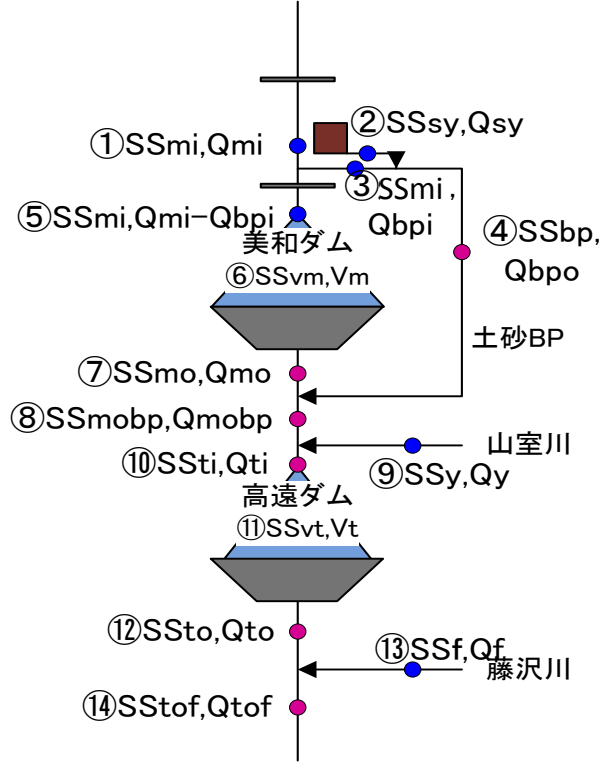 ②SSsy,Qsy
①SSmi,Qmi
③SSmi,
Qbpi
⑤SSmi,Qmi-Qbpi
④SSbp,
Qbpo
美和ダム
⑥SSvm,Vm
土砂BP
⑦SSmo,Qmo
⑧SSmobp,Qmobp
山室川
⑩SSti,Qti
⑨SSy,Qy
高遠ダム
⑪SSvt,Vt
⑫SSto,Qto
⑬SSf,Qf
藤沢川
⑭SStof,Qtof